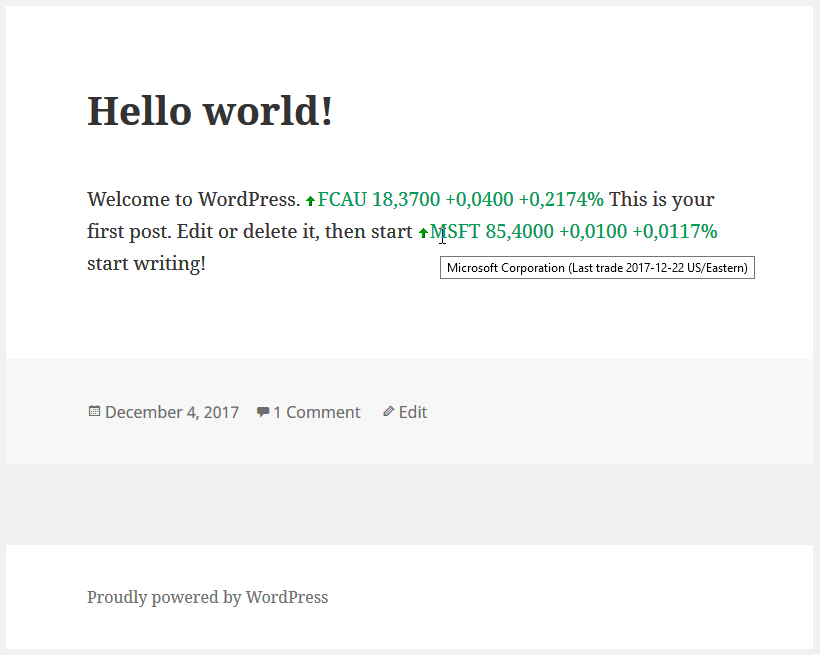 Hello world!
Welcome to WordPress. FCAU 18,3700 +0,0400 +0,2174% This is your
first post. Edit or delete it, then start MSFT 85,4000 +0,0100 +0,0117%
start writing!
Microsoft Corporation (Last trade 2017-12-22 US/Eastern)
December 4, 2017 1 Comment Edit
Proudly powered by WordPress